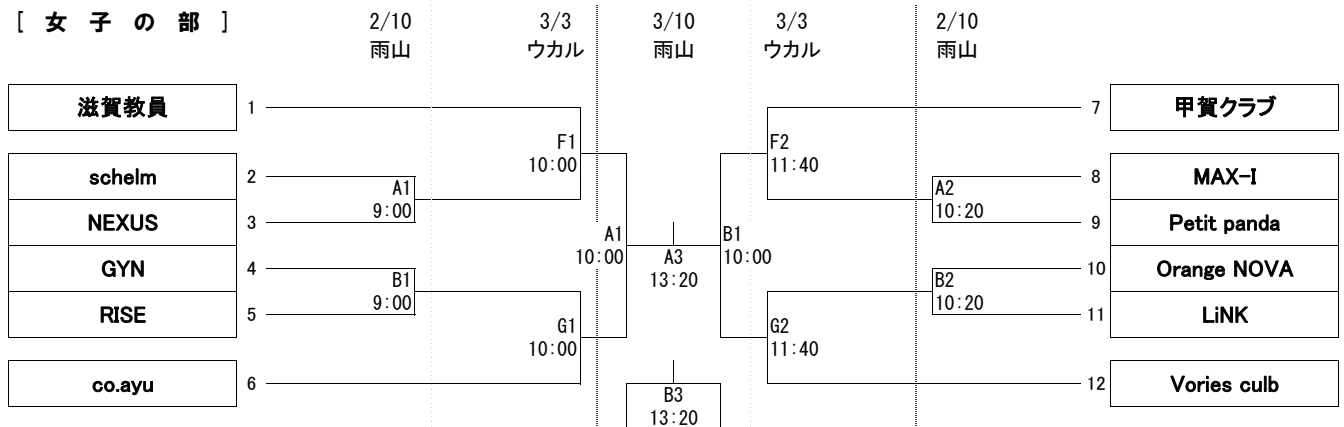 [ 女 子 の 部 ]
2/10 3/3 3/10 3/3 2/10
雨山 ウカル 雨山 ウカル 雨山
滋賀教員 1 7 甲賀クラブ
F1 F2
10:00 11:40
schelm 2 8 MAX-I
A1 A2
9:00 10:20
NEXUS 3 9 Petit panda
A1 B1
10:00 A3 10:00
13:20
GYN 4 10 Orange NOVA
B1 B2
9:00 10:20
RISE 5 11 LiNK
G1 G2
10:00 11:40
co.ayu 6 12 Vories culb
B3
13:20